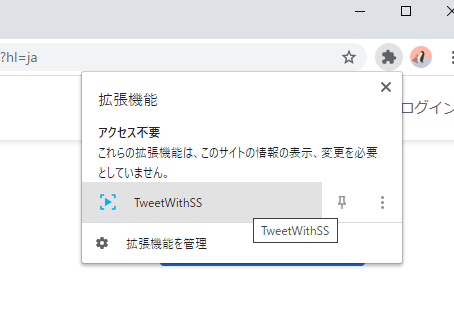 ?hl=ja
拡張機能
ログイン
アクセス不要
これらの拡張機能は、このサイトの情報の表示、変更を必要
としていません。
TweetWithSS
TweetWithSS
拡張機能を管理